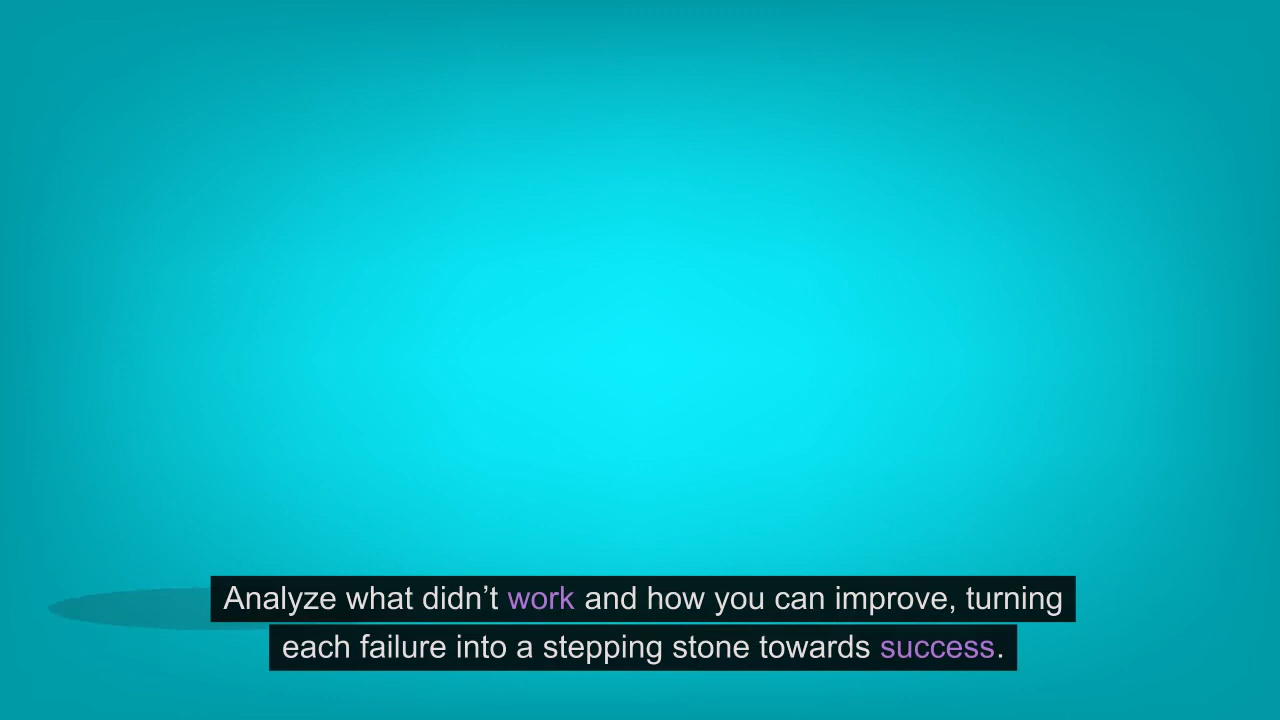 Analyze what didn’t work and how you can improve, turning
each failure into a stepping stone towards success.